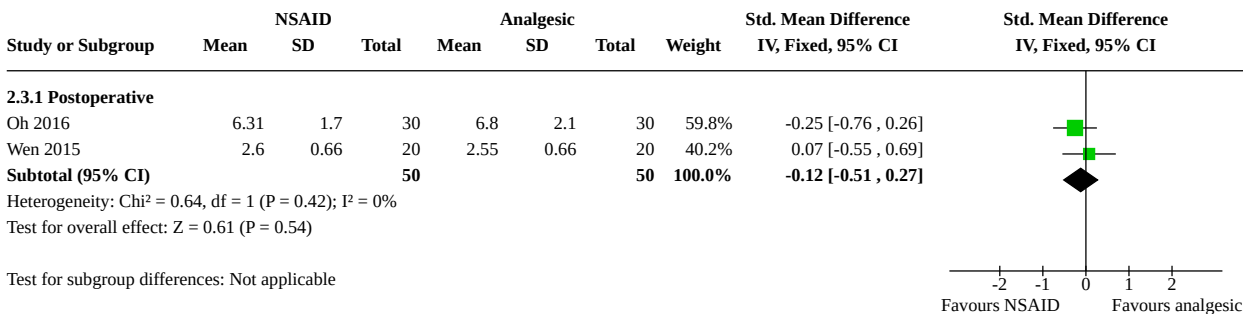 NSAID Analgesic Std. Mean Difference Std. Mean Difference
Study or Subgroup Mean SD Total Mean SD Total Weight IV, Fixed, 95% CI IV, Fixed, 95% CI
2.3.1 Postoperative
Oh 2016 6.31 1.7 30 6.8 2.1 30 59.8% -0.25 [-0.76 , 0.26]
Wen 2015 2.6 0.66 20 2.55 0.66 20 40.2% 0.07 [-0.55 , 0.69]
Subtotal (95% CI) 50 50 100.0% -0.12 [-0.51 , 0.27]
Heterogeneity: Chi² = 0.64, df = 1 (P = 0.42); I² = 0%
Test for overall effect: Z = 0.61 (P = 0.54)
Test for subgroup differences: Not applicable
-2 -1 0 1 2
Favours NSAID Favours analgesic